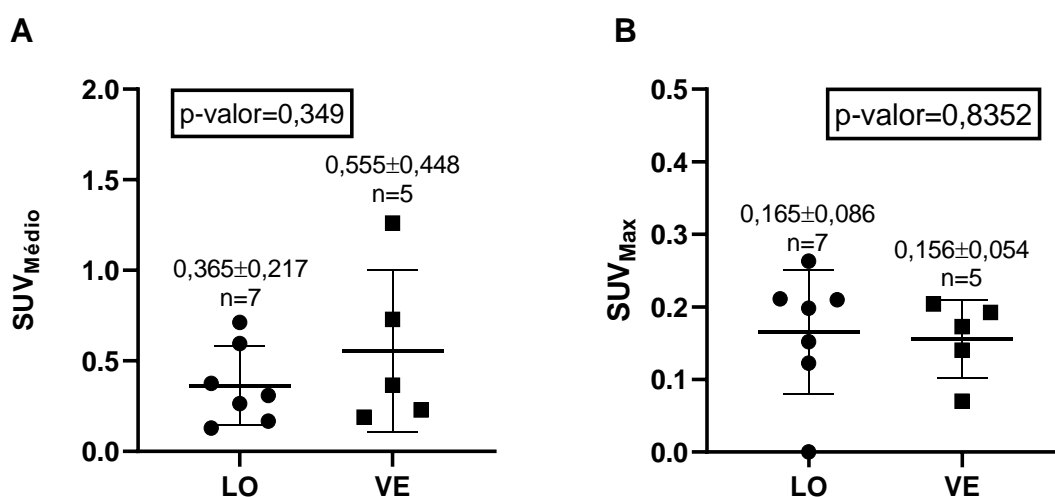 A
SUVMédio
2.0
1.5
1.0
0.5
0.0
p-valor=0,349
0,555±0,448
n=5
0,365±0,217
n=7
LO
VE
B
SUVMax
0.5
0.4
0.3
0.2
0.1
0.0
p-valor=0,8352
0,165±0,086
n=7
0,156±0,054
n=5
LO
VE